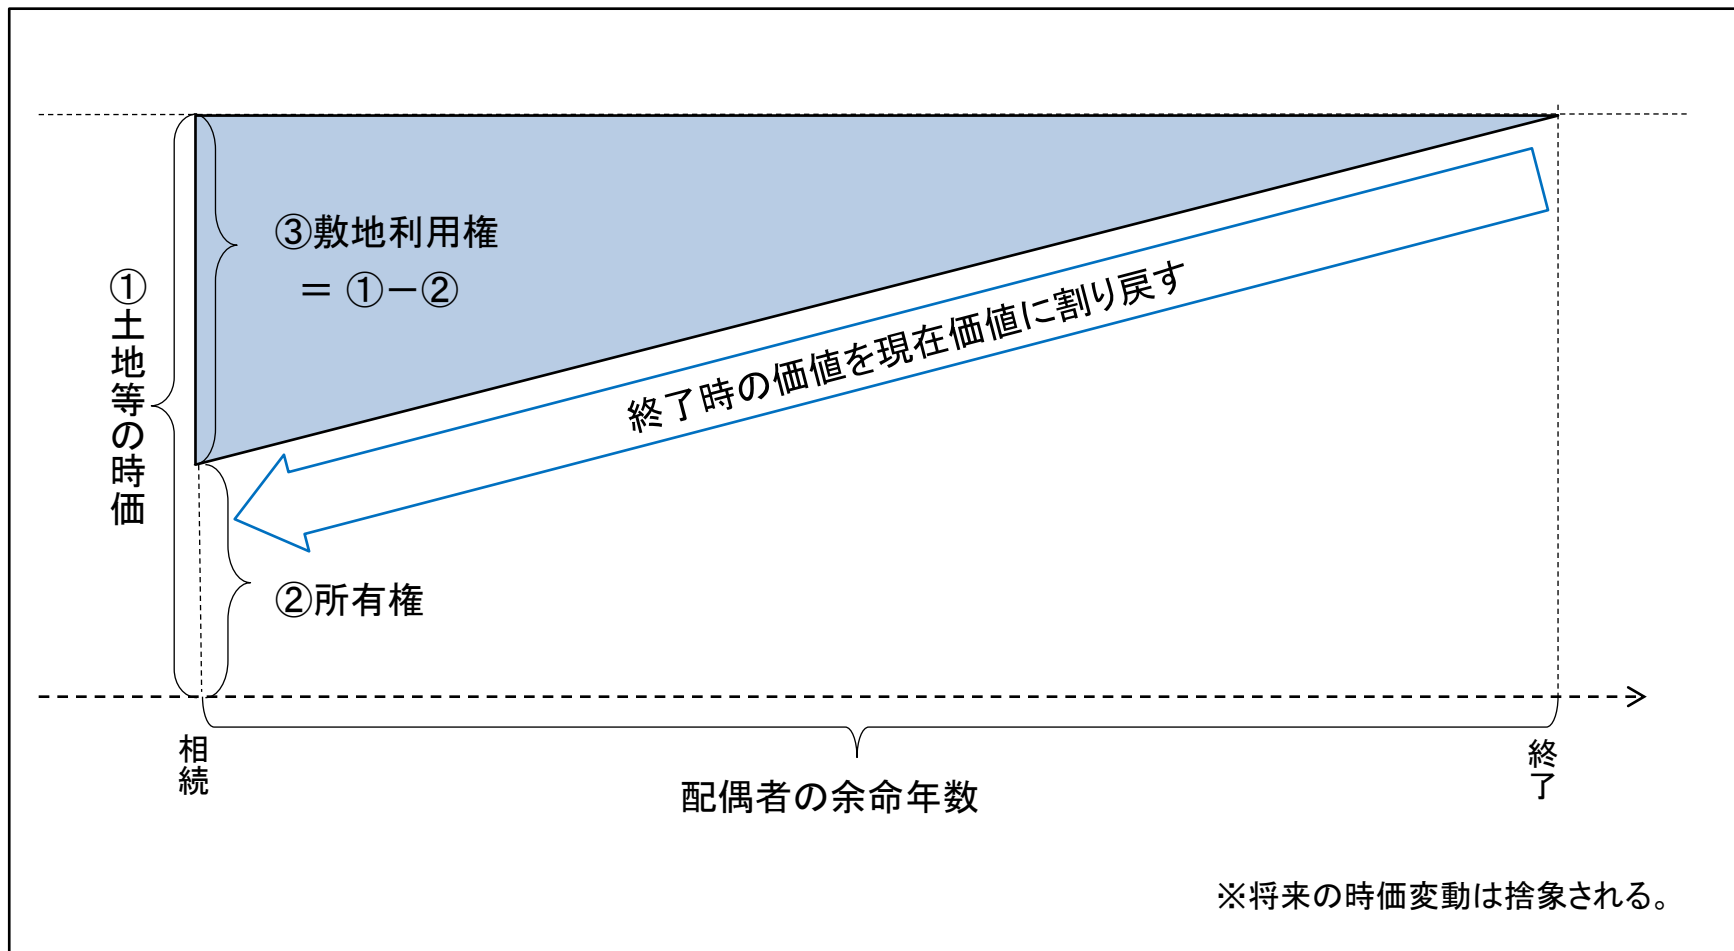 ③敷地利用権
＝ ①－②
①土地等の時価
終了時の価値を現在価値に割り戻す
②所有権
相続
終了
配偶者の余命年数
※将来の時価変動は捨象される。